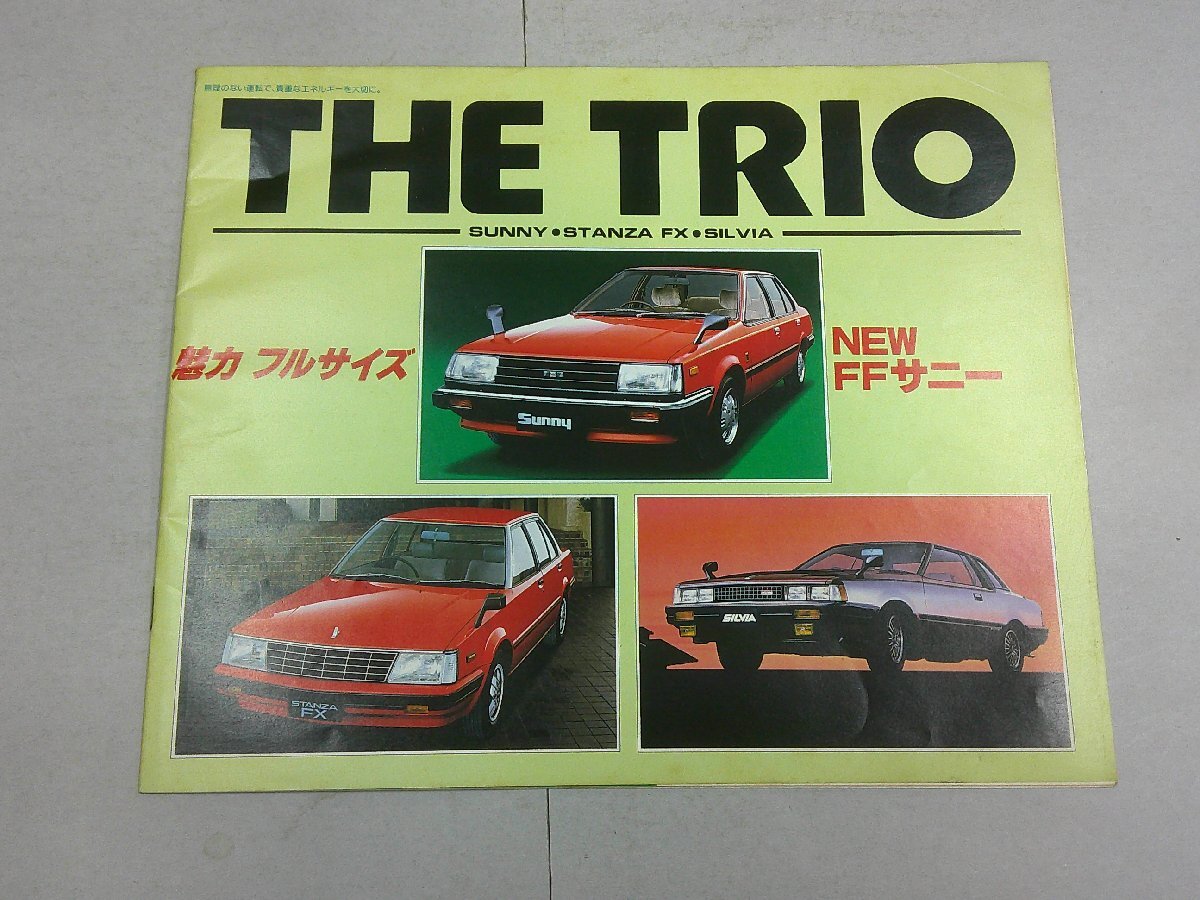 無理のない運転で、貴重なエネルギーを大切に。
THE TRIO
SUNNY•STANZA FX•SILVIA
魅力 フルサイズ
NEW
FFサニー
Sunny
STANZA
FX
SILVIA